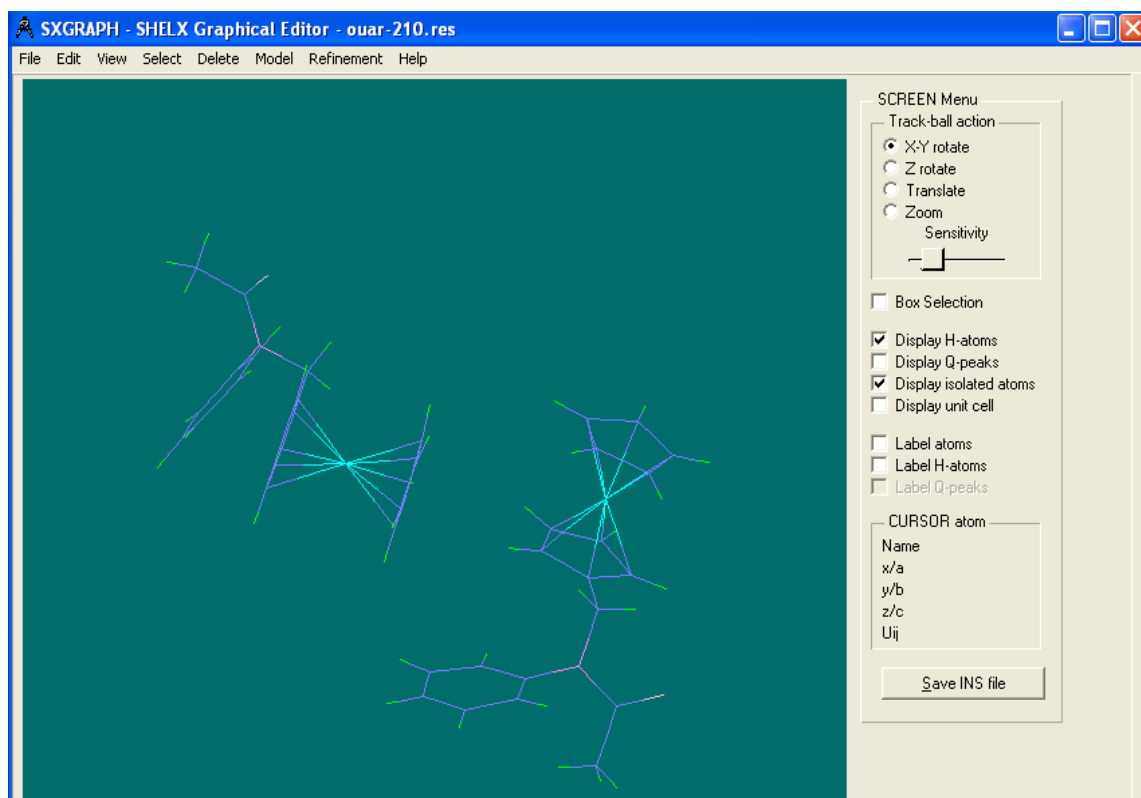 SXGRAPH - SHELX Graphical Editor - ouar-210.res
File Edit View Select Delete Model Refinement Help
SCREEN Menu
Track-ball action
X-Y rotate
Z rotate
Translate
Zoom
Sensitivity
Box Selection
Display H-atoms
Display Q-peaks
Display isolated atoms
Display unit cell
Label atoms
Label H-atoms
Label Q-peaks
CURSOR atom
Name
x/a
y/b
z/c
Uij
Save INS file